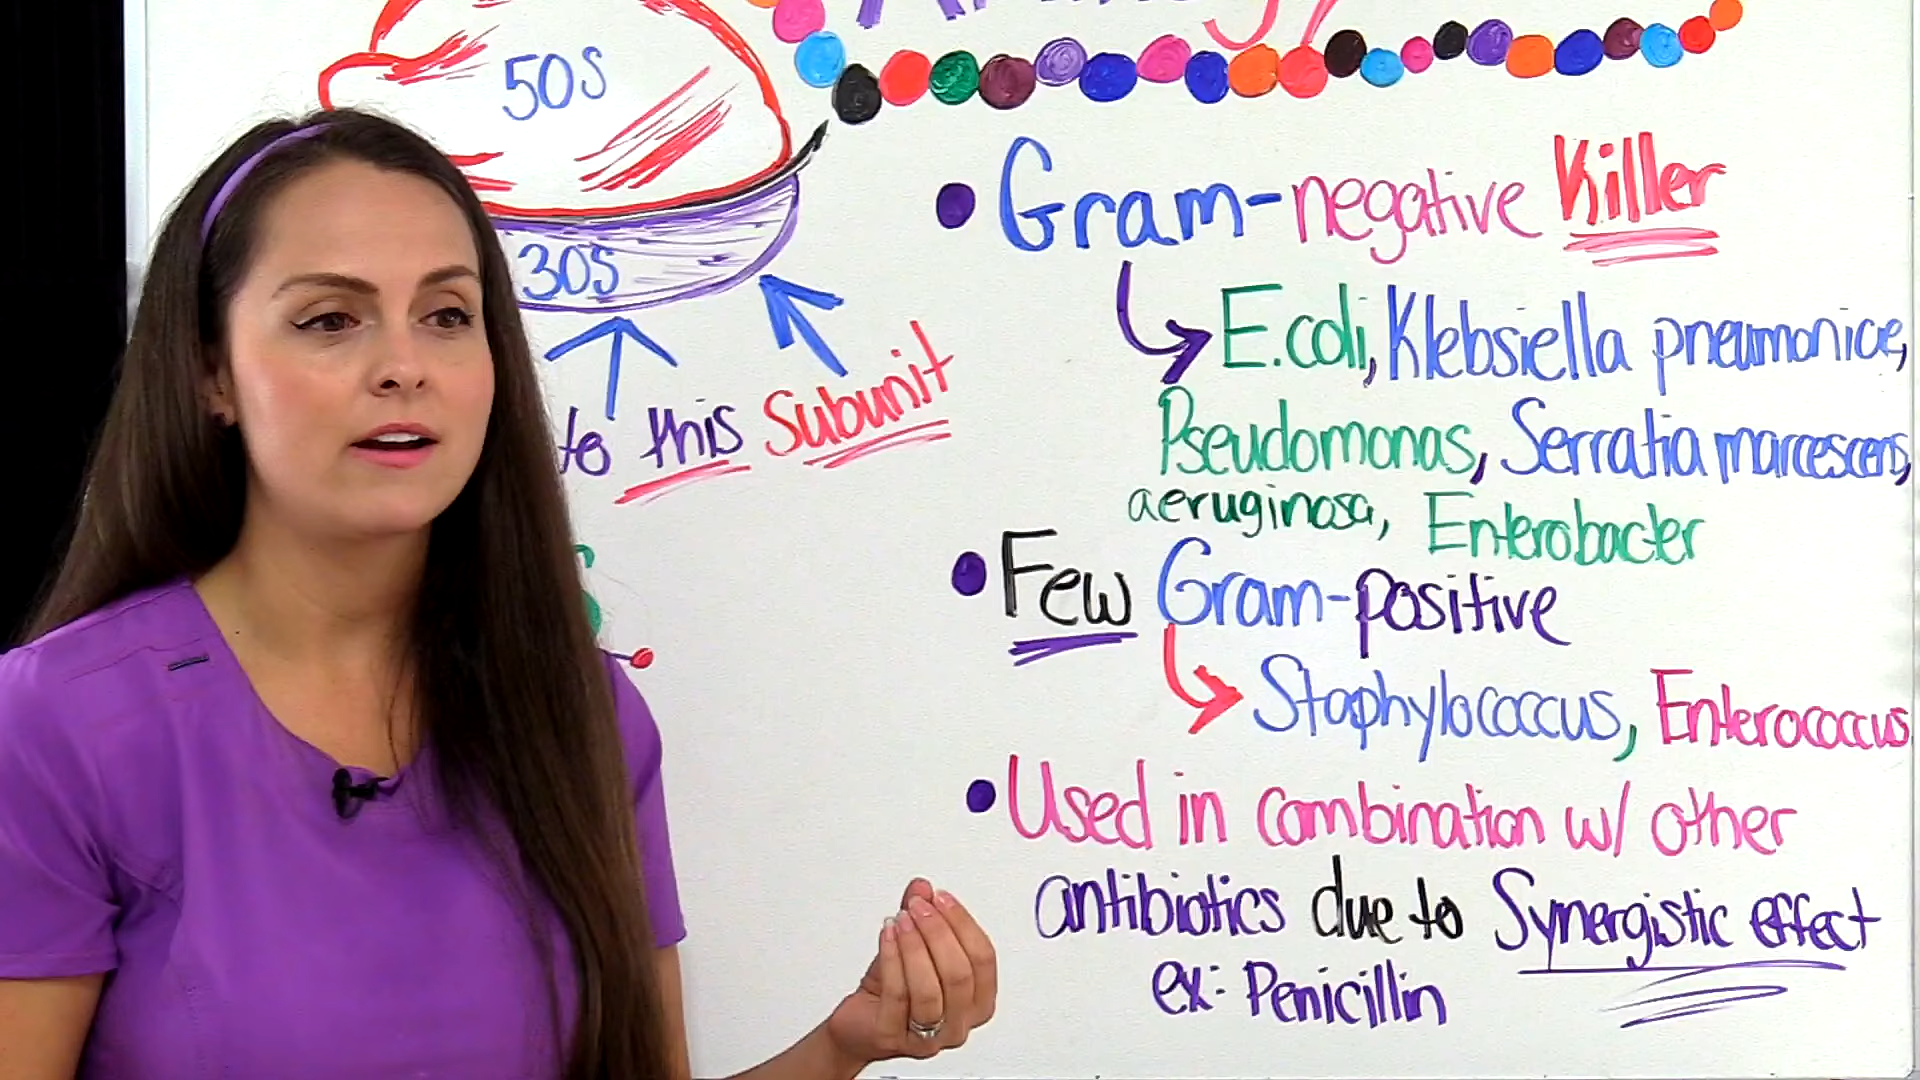 50S
30S
to this Subunit
Gram-negative Killer
E.coli, Klebsiella pneumoniae,
Pseudomonas, Serratia marcescens,
aeruginosa, Enterobacter
Few Gram-positive
Staphylococcus, Enterococcus
Used in combination w/ other
antibiotics due to Synergistic effect
ex: Penicillin